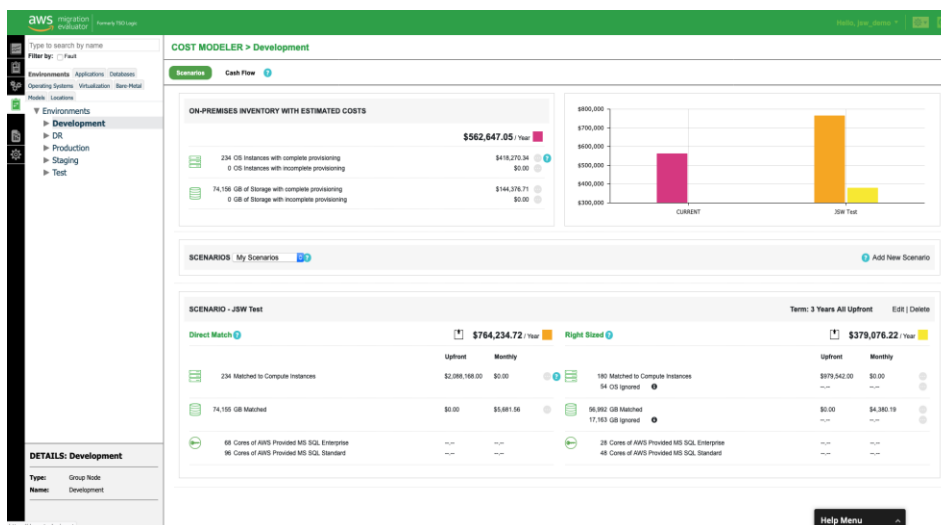 aws migration evaluator Formerly TSO Logic
Hello, jsw_demo
Type to search by name
Filter by: Fault
Environments Applications Databases
Operating Systems Virtualization Bare-Metal
Models Locations
Environments
Development
DR
Production
Staging
Test
DETAILS: Development
Type: Group Node
Name: Development
COST MODELER > Development
Scenarios Cash Flow ?
ON-PREMISES INVENTORY WITH ESTIMATED COSTS
$562,647.05 / Year
234 OS Instances with complete provisioning $418,270.34 ?
0 OS Instances with incomplete provisioning $0.00
74,156 GB of Storage with complete provisioning $144,376.71
0 GB of Storage with incomplete provisioning $0.00
$800,000
$700,000
$600,000
$500,000
$400,000
$300,000
CURRENT JSW Test
SCENARIOS My Scenarios ?
? Add New Scenario
SCENARIO - JSW Test
Term: 3 Years All Upfront Edit | Delete
Direct Match ? $764,234.72 / Year
Upfront Monthly
234 Matched to Compute Instances $2,088,168.00 $0.00 ?
74,155 GB Matched $0.00 $5,681.56
68 Cores of AWS Provided MS SQL Enterprise --.-- --.--
96 Cores of AWS Provided MS SQL Standard --.-- --.--
Right Sized ? $379,076.22 / Year
Upfront Monthly
180 Matched to Compute Instances $979,542.00 $0.00
54 OS Ignored --.-- --.--
56,992 GB Matched $0.00 $4,380.19
17,163 GB Ignored --.-- --.--
28 Cores of AWS Provided MS SQL Enterprise --.-- --.--
48 Cores of AWS Provided MS SQL Standard --.-- --.--
Help Menu